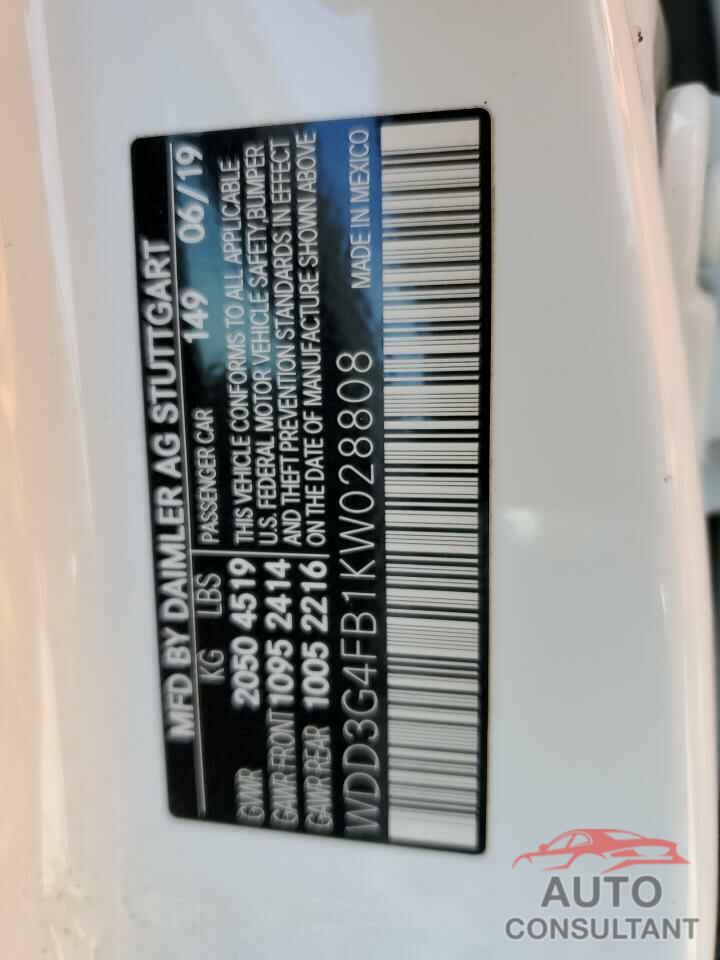 MFD BY DAIMLER AG STUTTGART
149 06/19
KG LBS PASSENGER CAR
GVWR 2050 4519 THIS VEHICLE CONFORMS TO ALL APPLICABLE
U.S. FEDERAL MOTOR VEHICLE SAFETY,BUMPER
GAWR FRONT 1095 2414 AND THEFT PREVENTION STANDARDS IN EFFECT
GAWR REAR 1005 2216 ON THE DATE OF MANUFACTURE SHOWN ABOVE
WDD3G4FB1KW028808 MADE IN MEXICO
AUTO
CONSULTANT